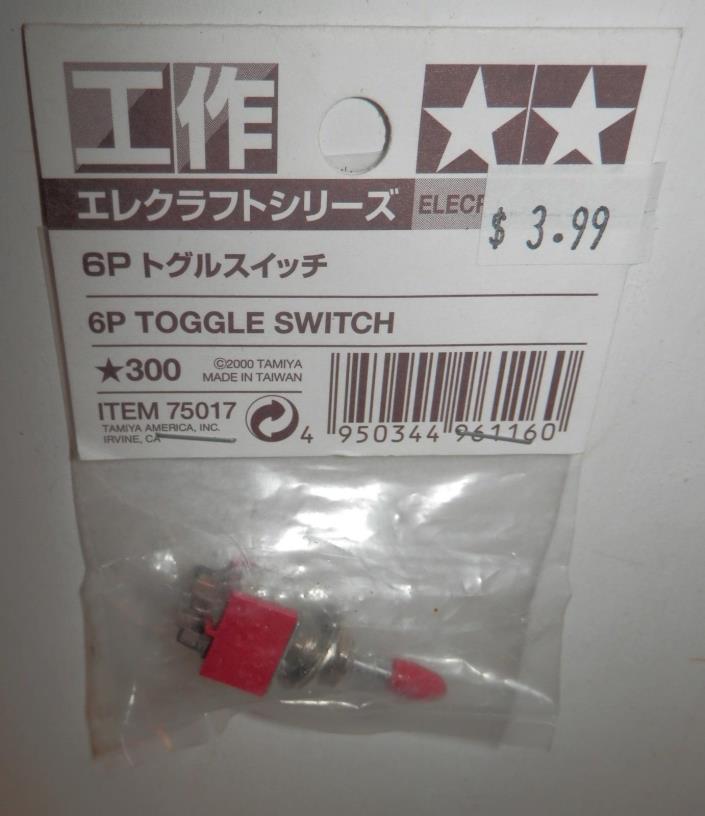 工作
エレクラフトシリーズ
$ 3.99
6P トグルスイッチ
6P TOGGLE SWITCH
★300
©2000 TAMIYA
MADE IN TAIWAN
ITEM 75017
TAMIYA AMERICA, INC.
IRVINE, CA
4 950344 961160